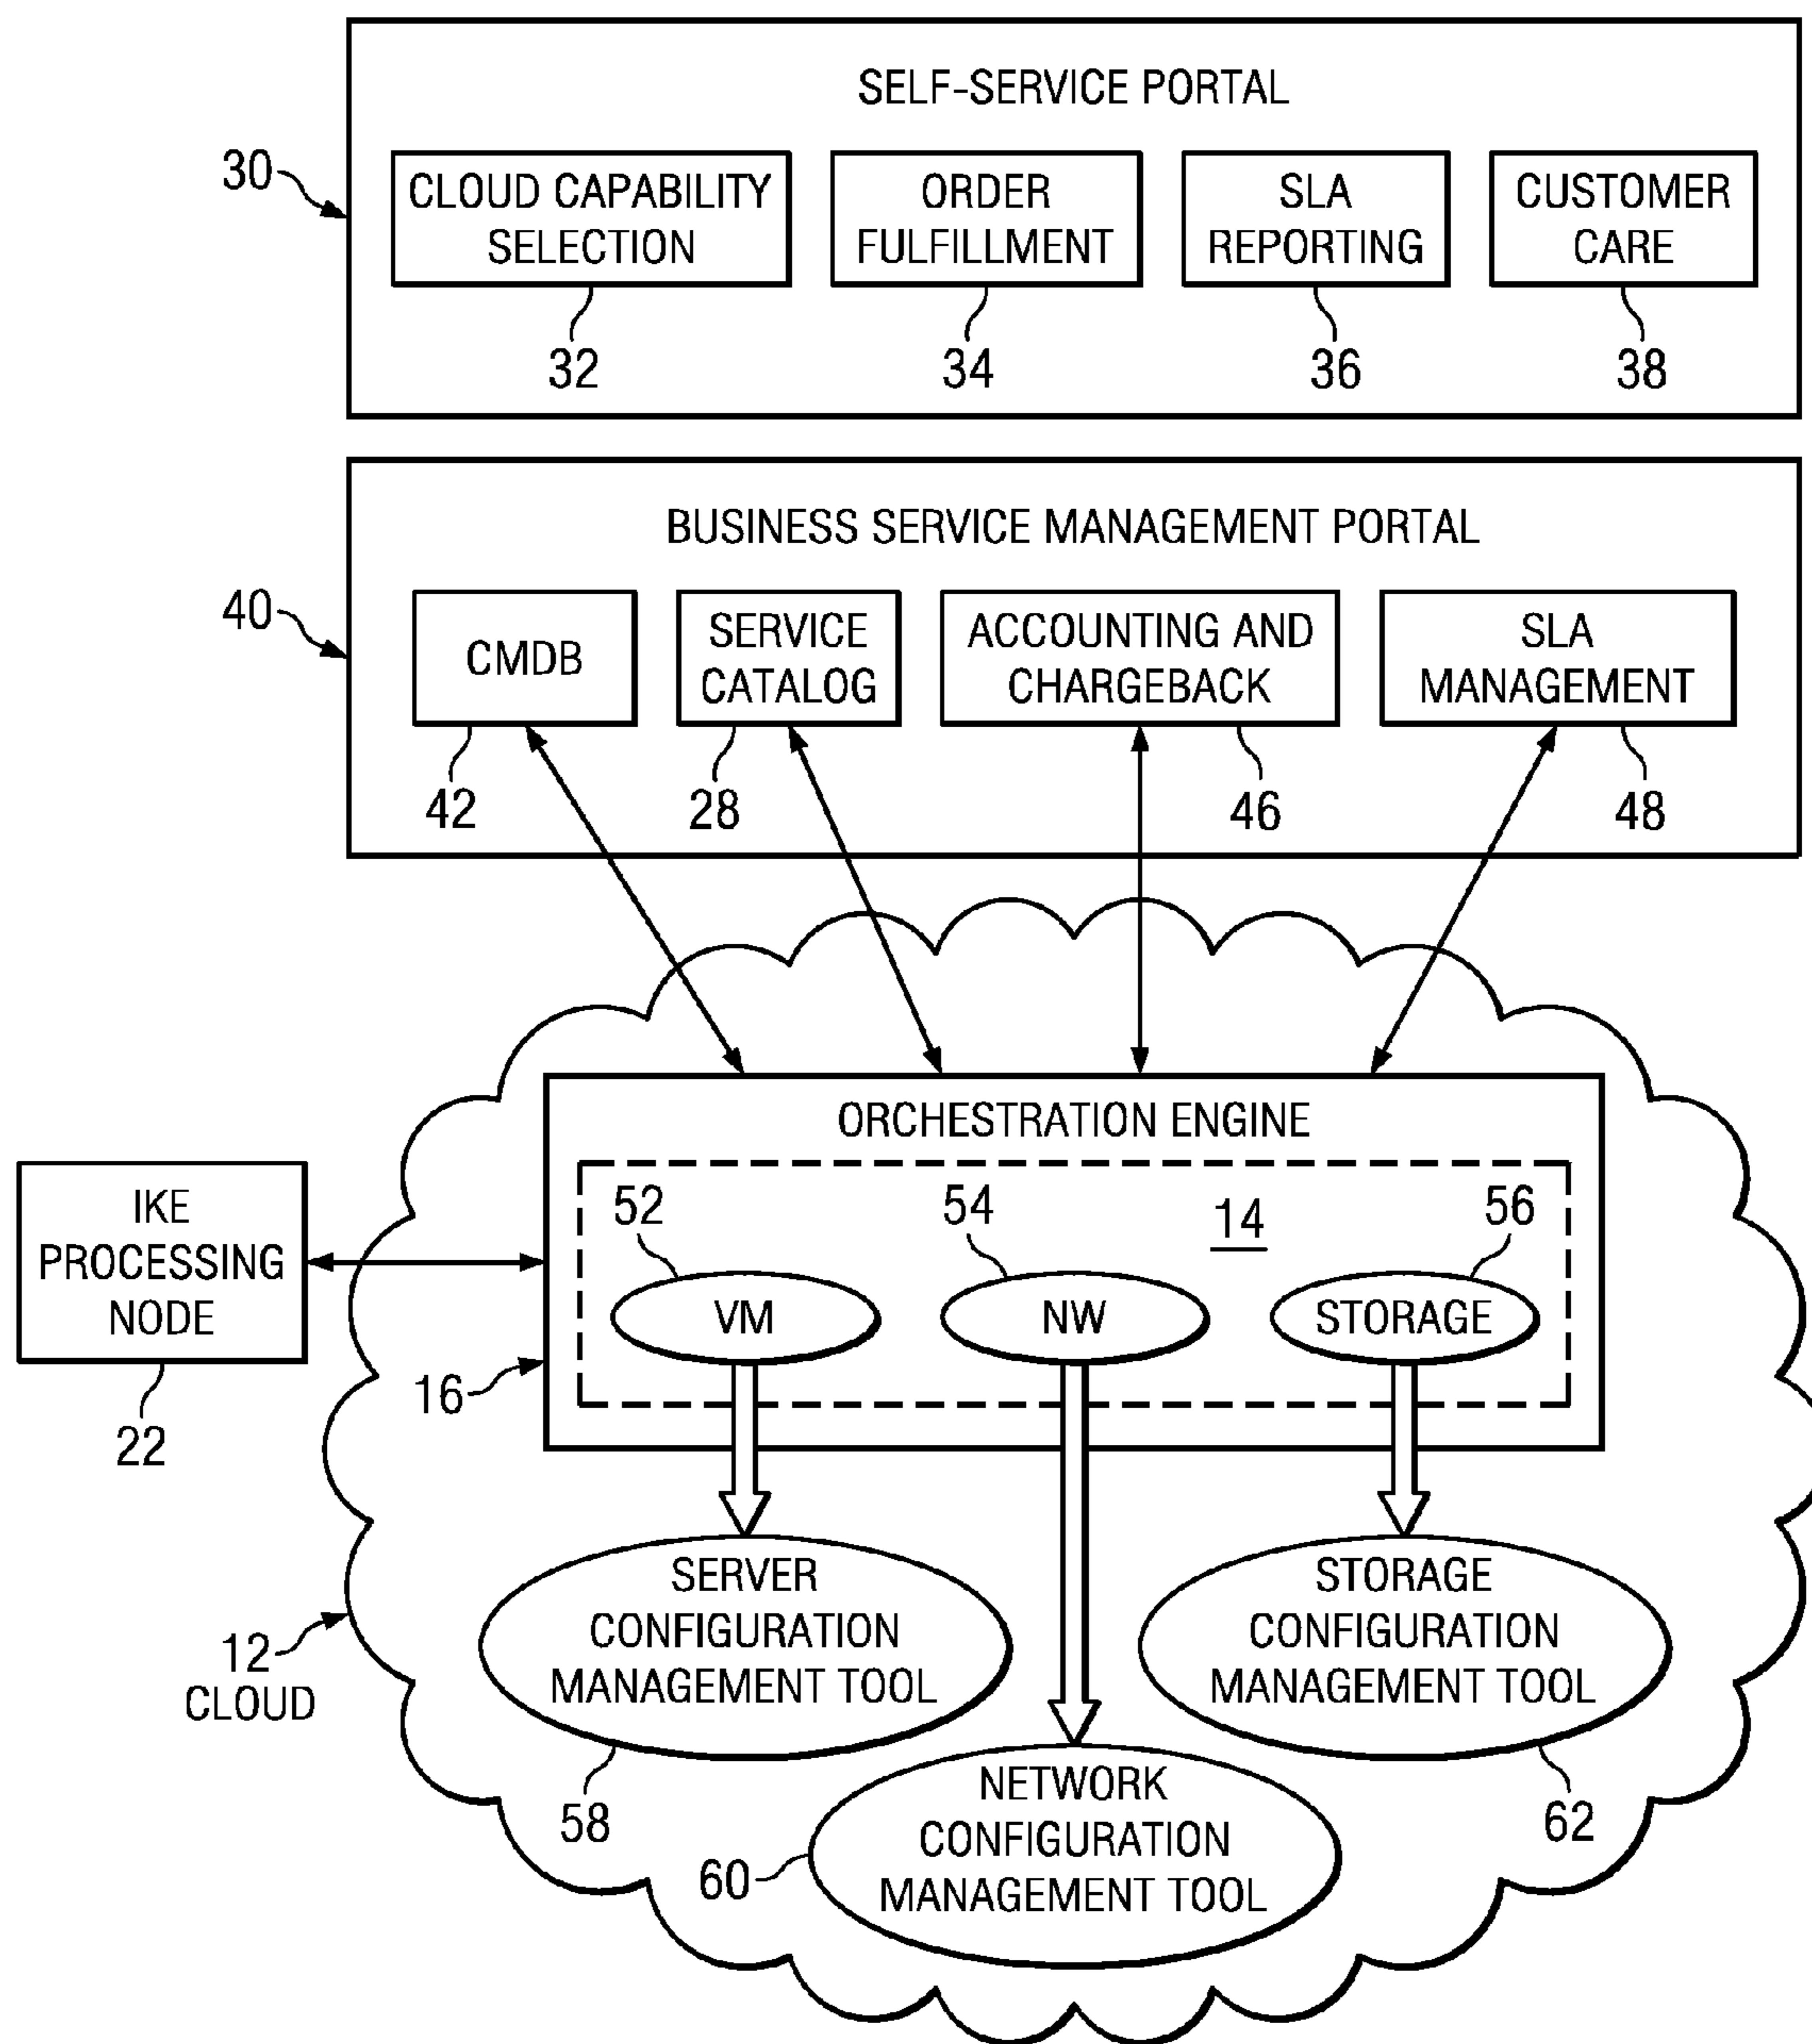 SELF-SERVICE PORTAL
30
CLOUD CAPABILITY
SELECTION
ORDER
FULFILLMENT
SLA
REPORTING
CUSTOMER
CARE
32
34
36
38
BUSINESS SERVICE MANAGEMENT PORTAL
40
CMDB
SERVICE
CATALOG
ACCOUNTING AND
CHARGEBACK
SLA
MANAGEMENT
42
28
46
48
ORCHESTRATION ENGINE
IKE
PROCESSING
NODE
22
52
54
14
56
VM
NW
STORAGE
16
SERVER
CONFIGURATION
MANAGEMENT TOOL
STORAGE
CONFIGURATION
MANAGEMENT TOOL
12
CLOUD
58
NETWORK
CONFIGURATION
MANAGEMENT TOOL
60
62